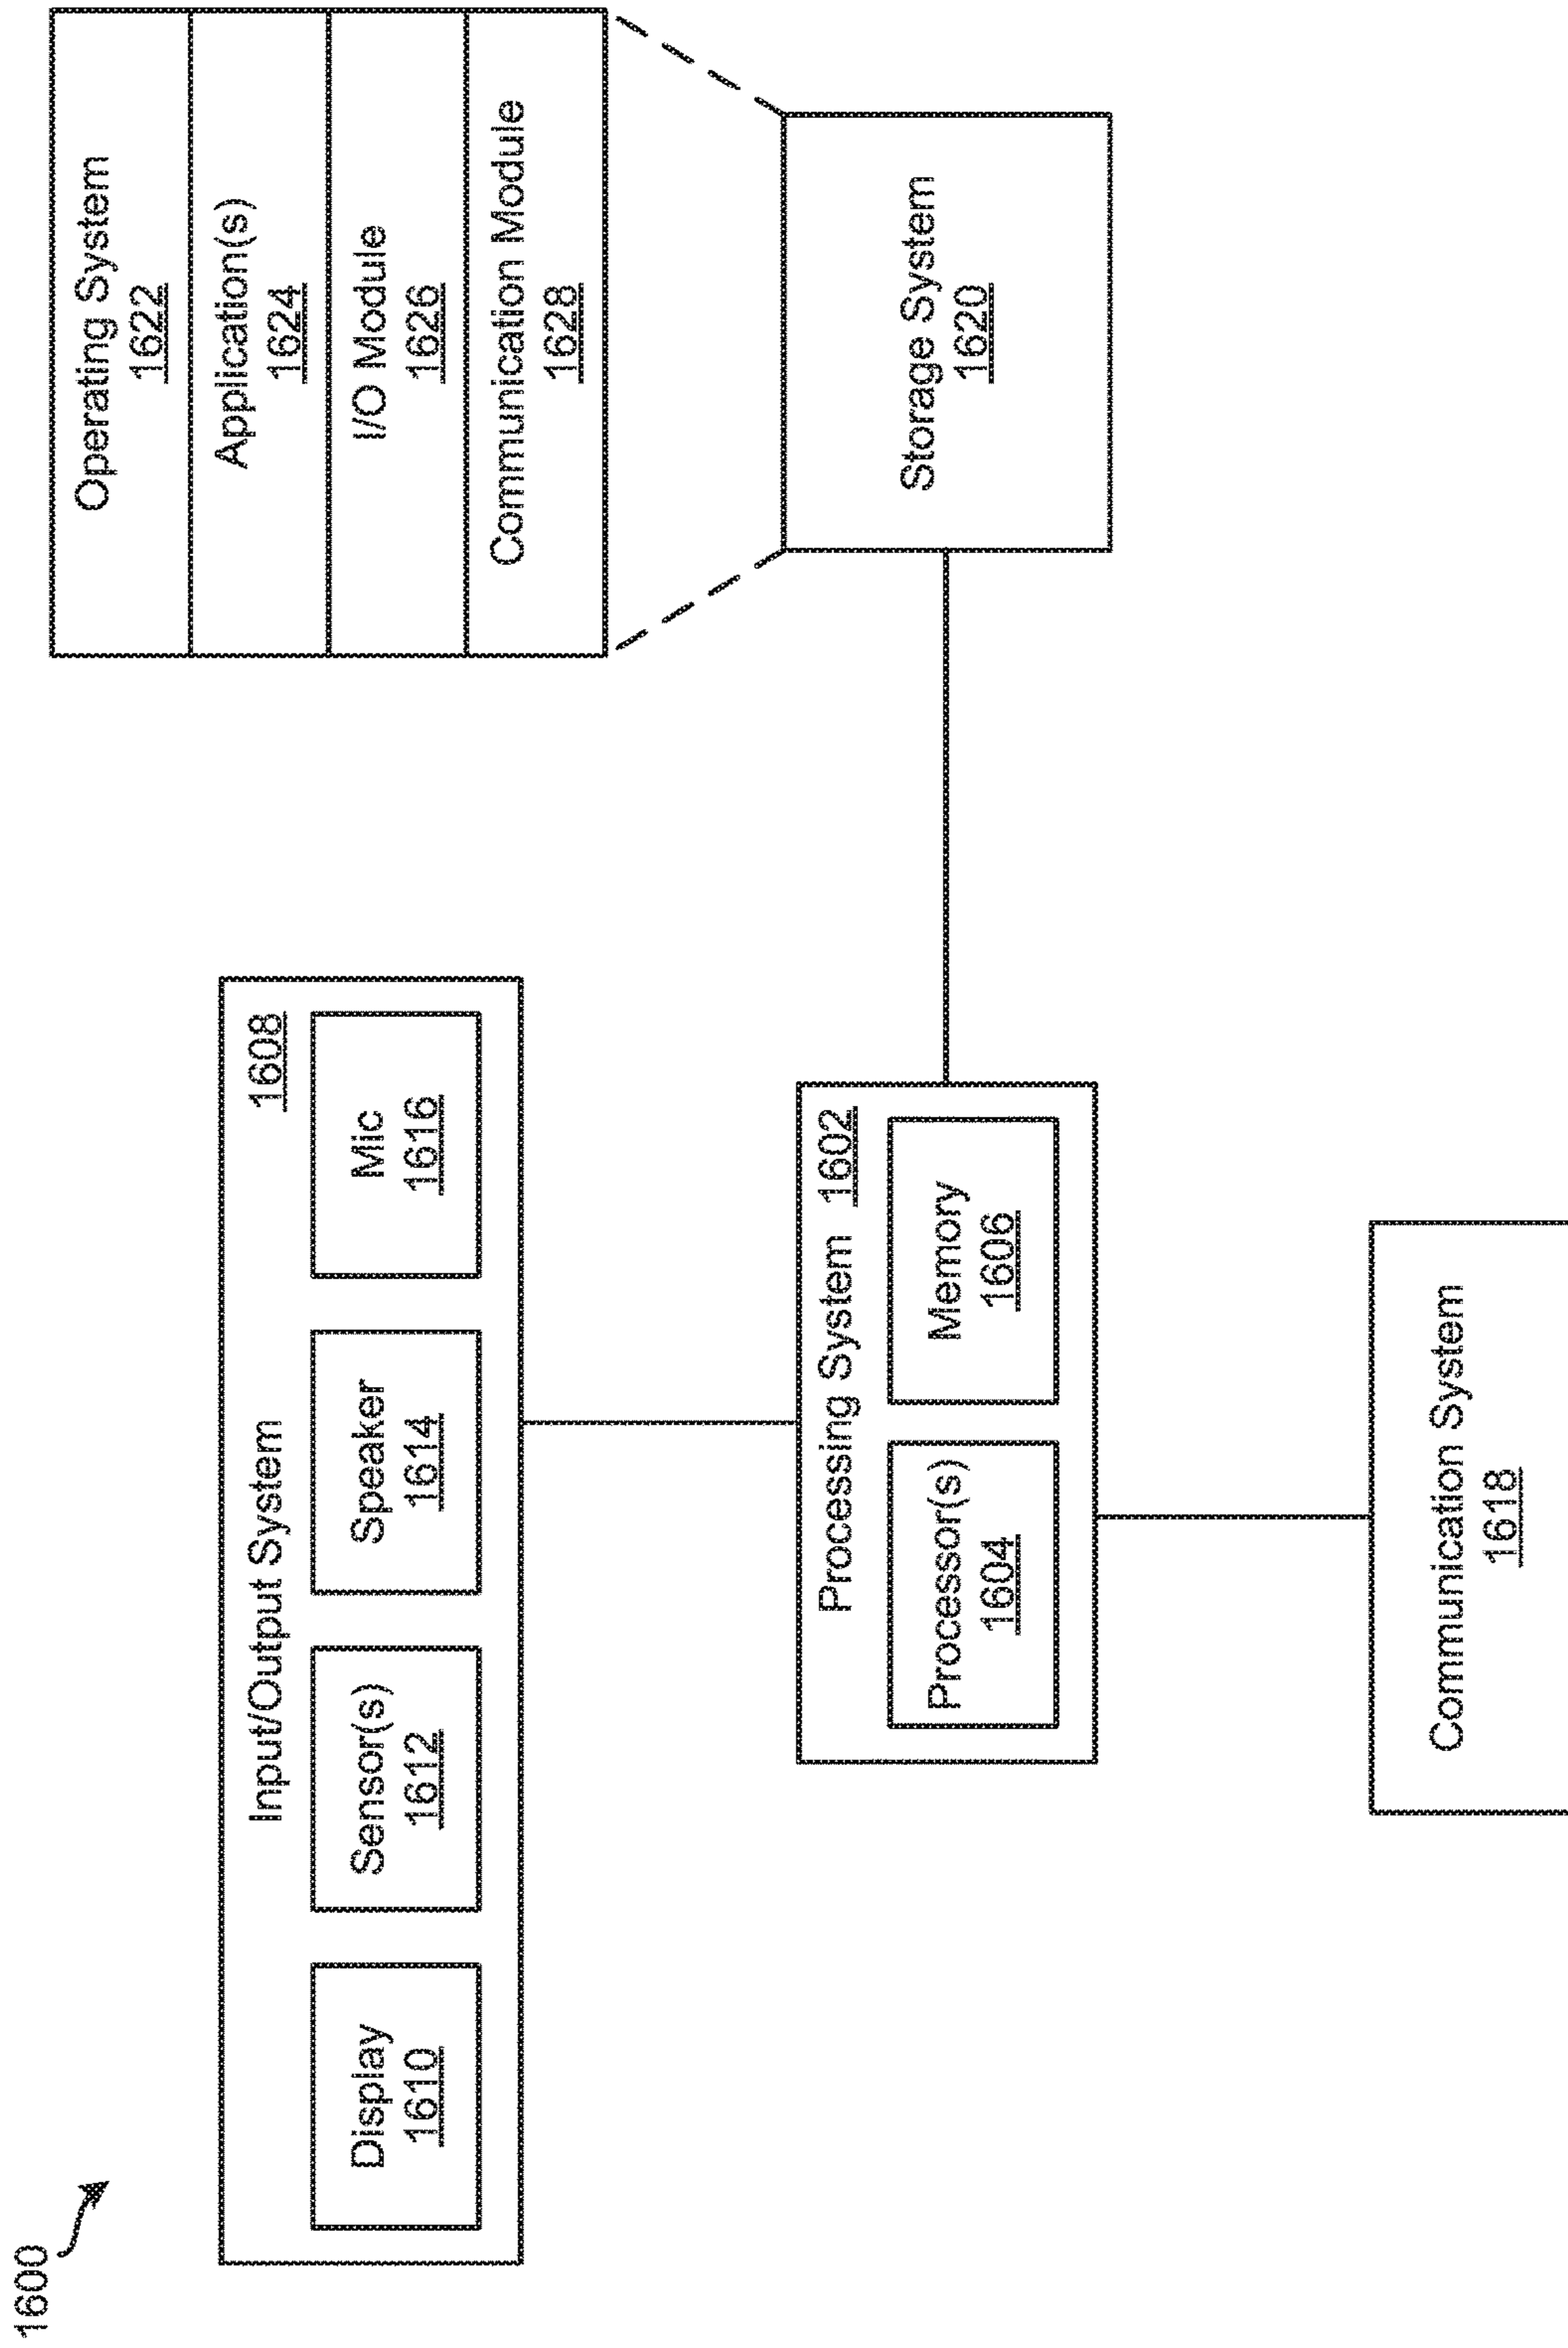 1600
Input/Output System
1608
Display
1610
Sensor(s)
1612
Speaker
1614
Mic
1616
Processing System 1602
Processor(s)
1604
Memory
1606
Communication System
1618
Operating System
1622
Application(s)
1624
I/O Module
1626
Communication Module
1628
Storage System
1620